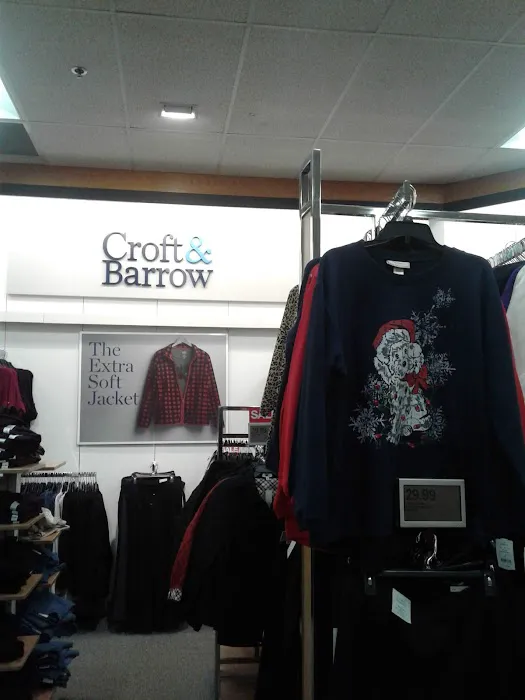 Croft &
Barrow
The
Extra
Soft
Jacket
29.99